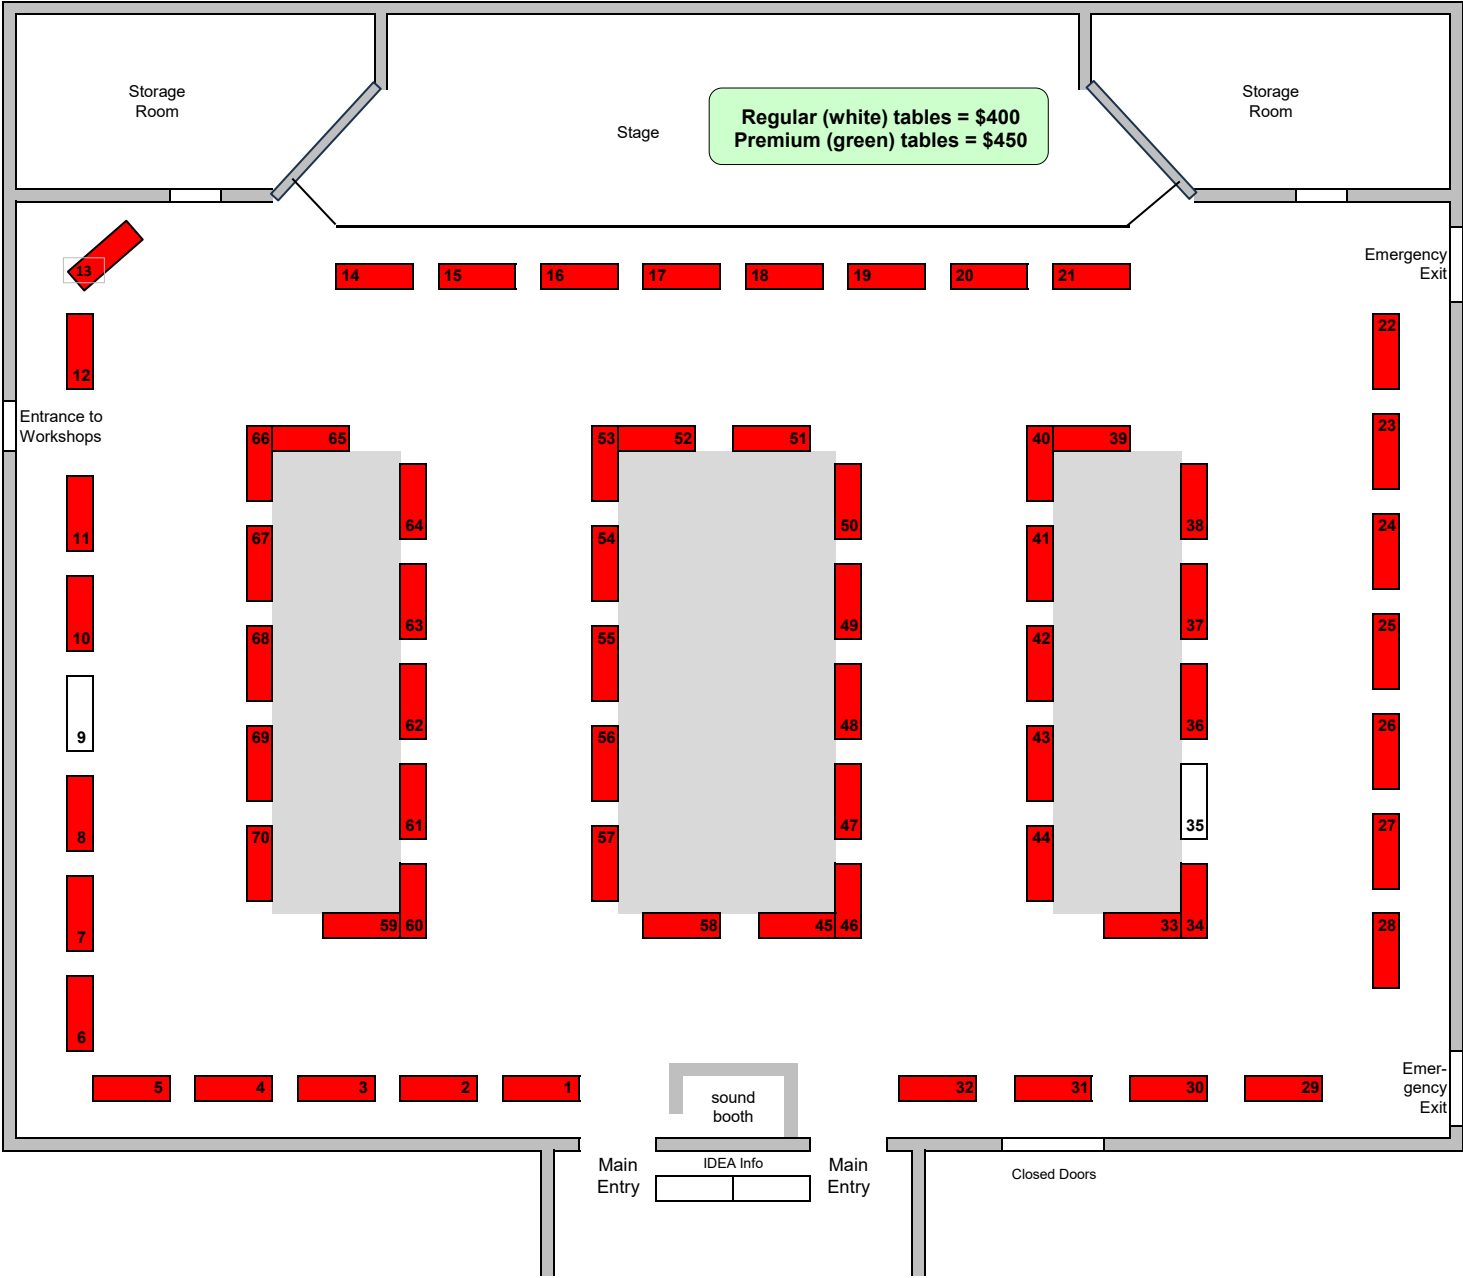 Storage
Room
Stage
Regular (white) tables = $400
Premium (green) tables = $450
Storage
Room
13
14 15 16 17 18 19 20 21
Emergency
Exit
12
22
Entrance to
Workshops
23
66 65 53 52 51 40 39
11 67 64 54 50 41 38 24
10 68 63 55 49 42 37 25
9 69 62 56 48 43 36 26
8 70 61 57 47 44 35 27
7 59 60 58 45 46 33 34 28
6
5 4 3 2 1
sound
booth
32 31 30 29
Emer-
gency
Exit
Main
Entry
IDEA Info
Main
Entry
Closed Doors